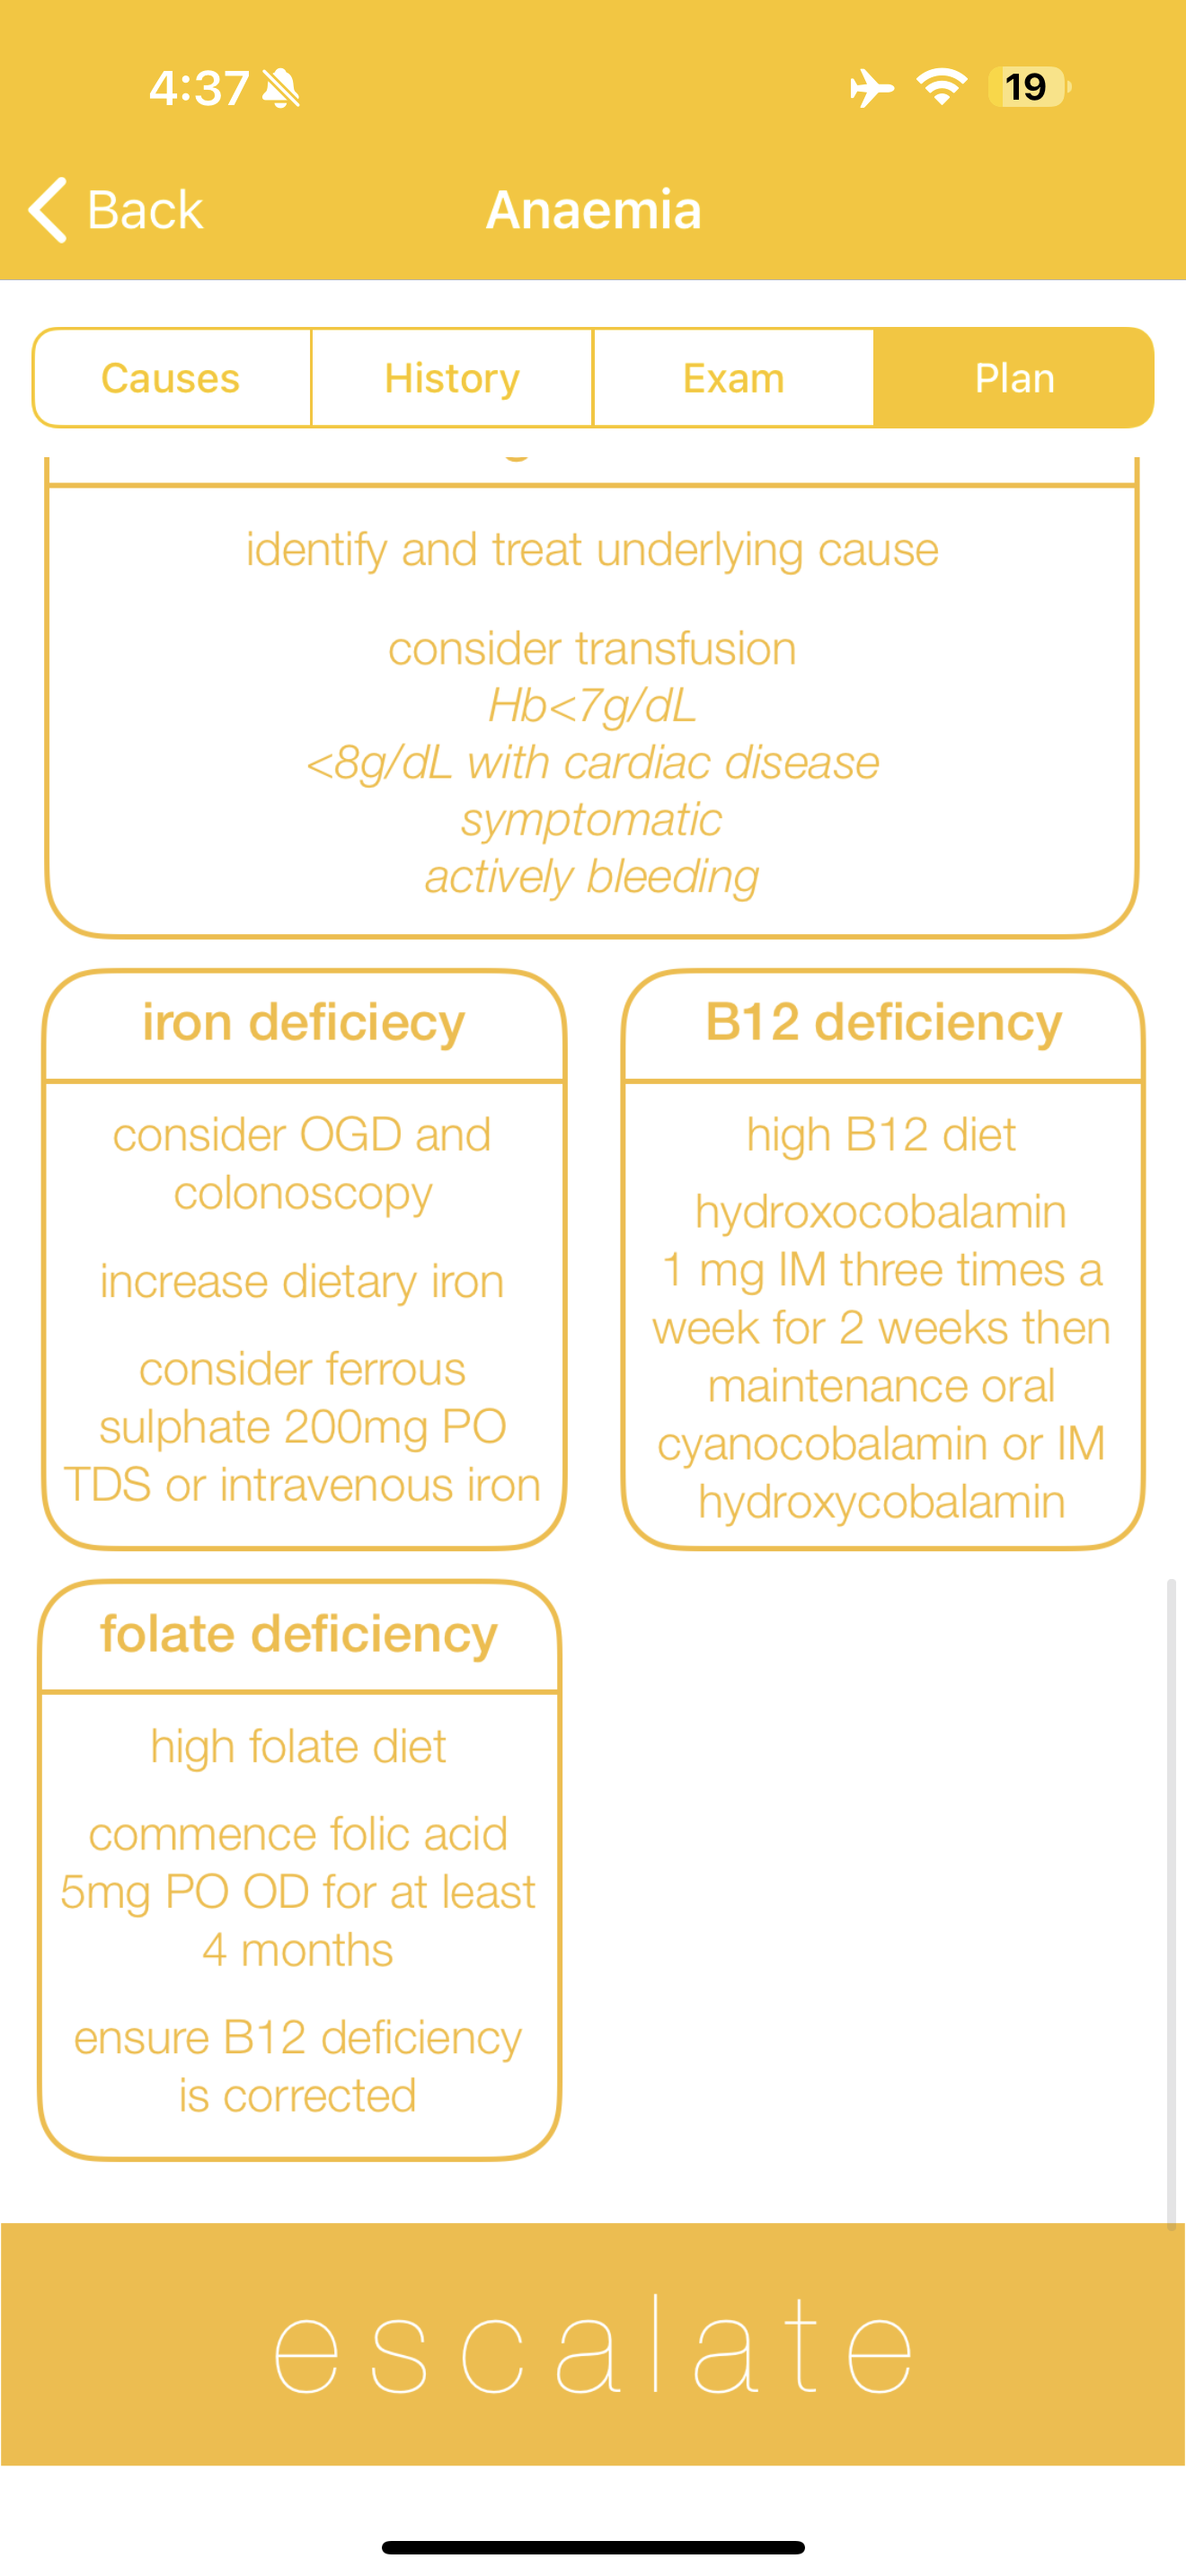 4:37
19
Back
Anaemia
Causes
History
Exam
Plan
identify and treat underlying cause
consider transfusion
Hb<7g/dL
<8g/dL with cardiac disease
symptomatic
actively bleeding
iron deficiecy
consider OGD and
colonoscopy
increase dietary iron
consider ferrous
sulphate 200mg PO
TDS or intravenous iron
B12 deficiency
high B12 diet
hydroxocobalamin
1 mg IM three times a
week for 2 weeks then
maintenance oral
cyanocobalamin or IM
hydroxycobalamin
folate deficiency
high folate diet
commence folic acid
5mg PO OD for at least
4 months
ensure B12 deficiency
is corrected
escalate